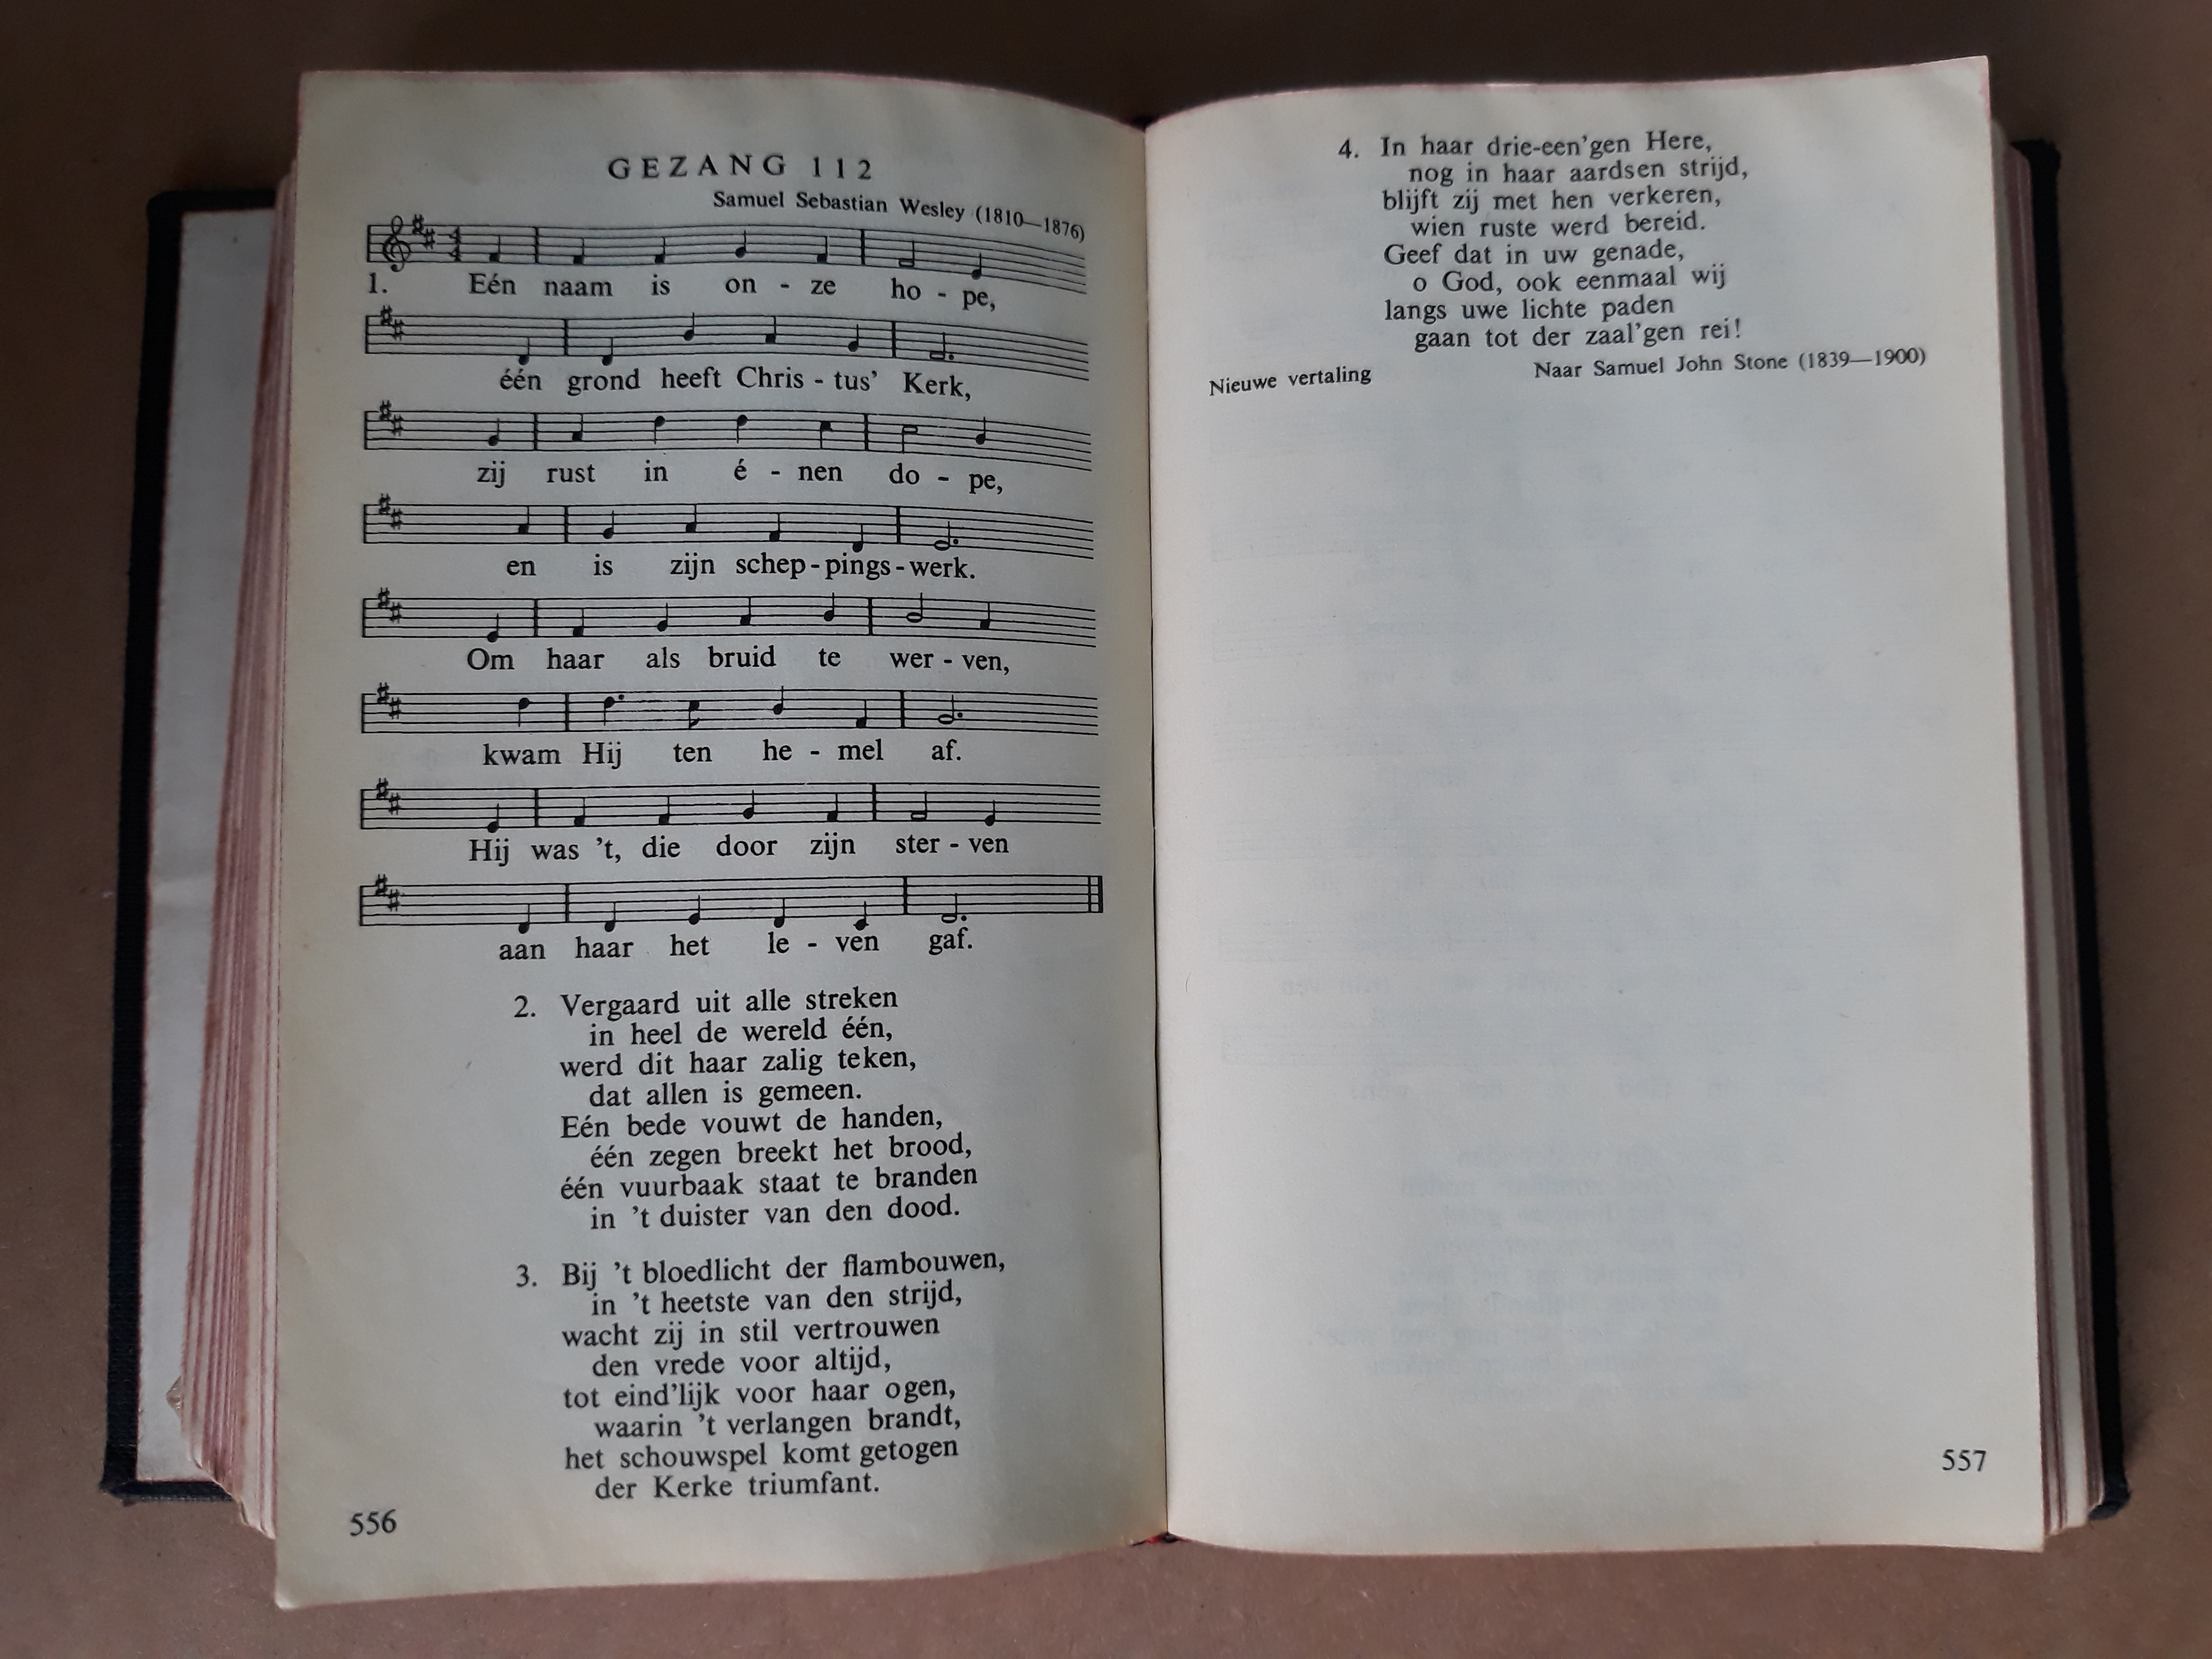 GEZANG 112
Samuel Sebastian Wesley (1810—1876)
1. Eén naam is on - ze ho - pe,
één grond heeft Chris - tus’ Kerk,
zij rust in é - nen do - pe,
en is zijn schep - pings - werk.
Om haar als bruid te wer - ven,
kwam Hij ten he - mel af.
Hij was ’t, die door zijn ster - ven
aan haar het le - ven gaf.
2. Vergaard uit alle streken
in heel de wereld één,
werd dit haar zalig teken,
dat allen is gemeen.
Eén bede vouwt de handen,
één zegen breekt het brood,
één vuurbaak staat te branden
in ’t duister van den dood.
3. Bij ’t bloedlicht der flambouwen,
in ’t heetste van den strijd,
wacht zij in stil vertrouwen
den vrede voor altijd,
tot eind’lijk voor haar ogen,
waarin ’t verlangen brandt,
het schouwspel komt getogen
der Kerke triumfant.
556
4. In haar drie-een’gen Here,
nog in haar aardsen strijd,
blijft zij met hen verkeren,
wien ruste werd bereid.
Geef dat in uw genade,
o God, ook eenmaal wij
langs uwe lichte paden
gaan tot der zaal’gen rei!
Nieuwe vertaling
Naar Samuel John Stone (1839—1900)
557